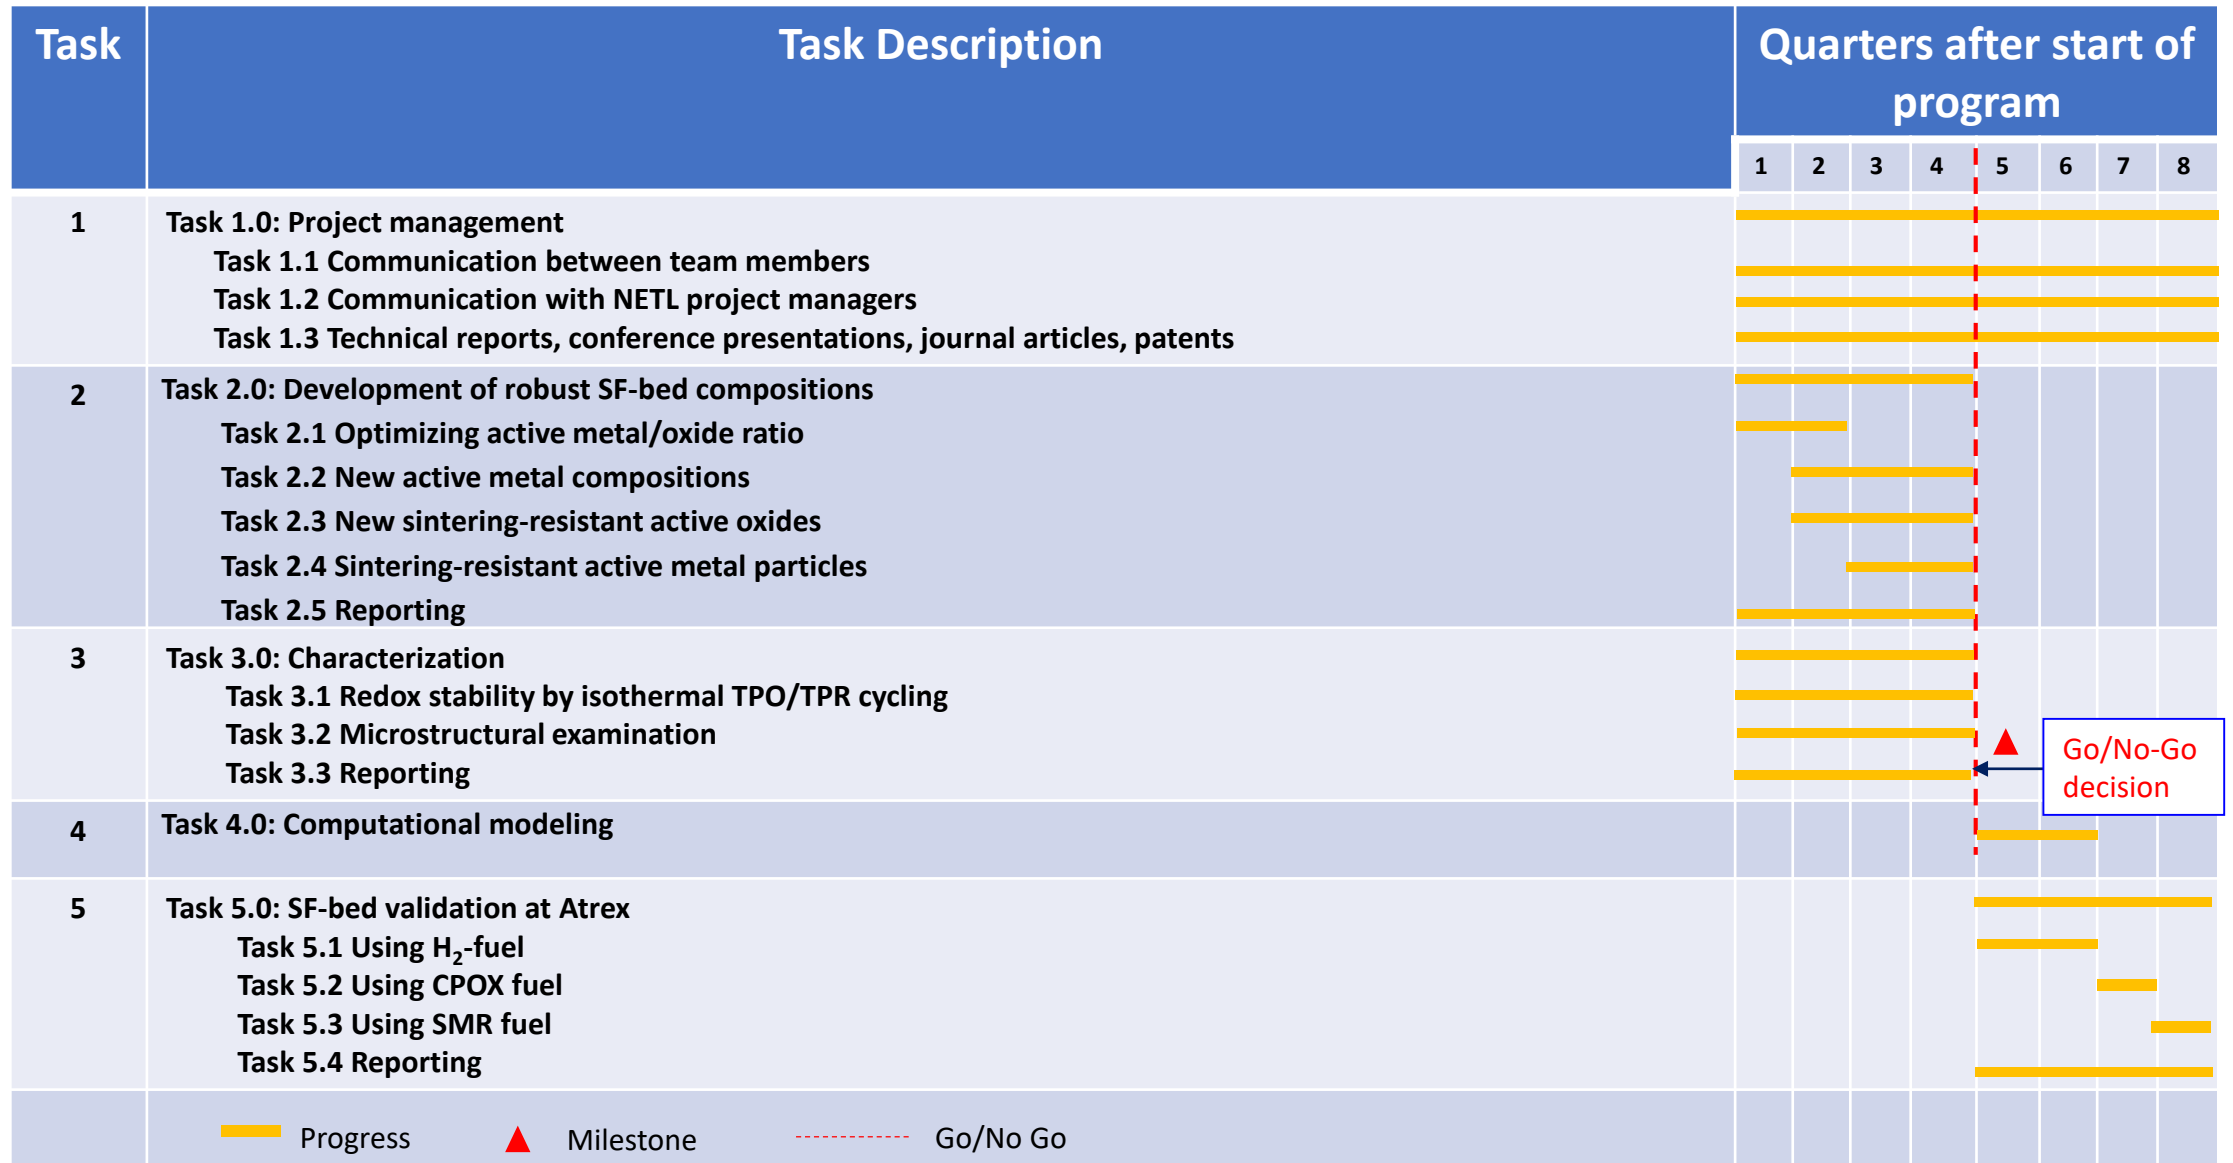 Task
Task Description
Quarters after start of
program
1 2 3 4 5 6 7 8
1
Task 1.0: Project management
Task 1.1 Communication between team members
Task 1.2 Communication with NETL project managers
Task 1.3 Technical reports, conference presentations, journal articles, patents
2
Task 2.0: Development of robust SF-bed compositions
Task 2.1 Optimizing active metal/oxide ratio
Task 2.2 New active metal compositions
Task 2.3 New sintering-resistant active oxides
Task 2.4 Sintering-resistant active metal particles
Task 2.5 Reporting
3
Task 3.0: Characterization
Task 3.1 Redox stability by isothermal TPO/TPR cycling
Task 3.2 Microstructural examination
Task 3.3 Reporting
Go/No-Go
decision
4
Task 4.0: Computational modeling
5
Task 5.0: SF-bed validation at Atrex
Task 5.1 Using H₂-fuel
Task 5.2 Using CPOX fuel
Task 5.3 Using SMR fuel
Task 5.4 Reporting
Progress
Milestone
Go/No Go